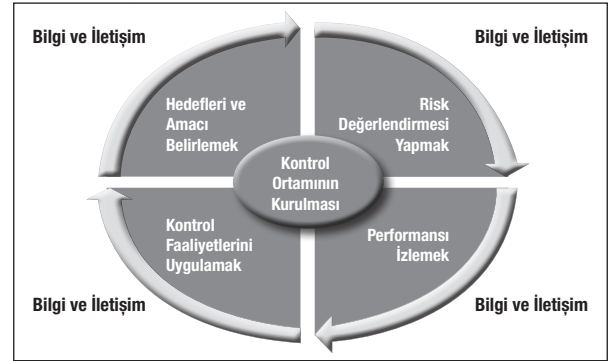 Bilgi ve İletişim
Bilgi ve İletişim
Hedefleri ve
Amacı
Belirlemek
Risk
Değerlendirmesi
Yapmak
Kontrol
Ortamının
Kurulması
Kontrol
Faaliyetlerini
Uygulamak
Performansı
İzlemek
Bilgi ve İletişim
Bilgi ve İletişim